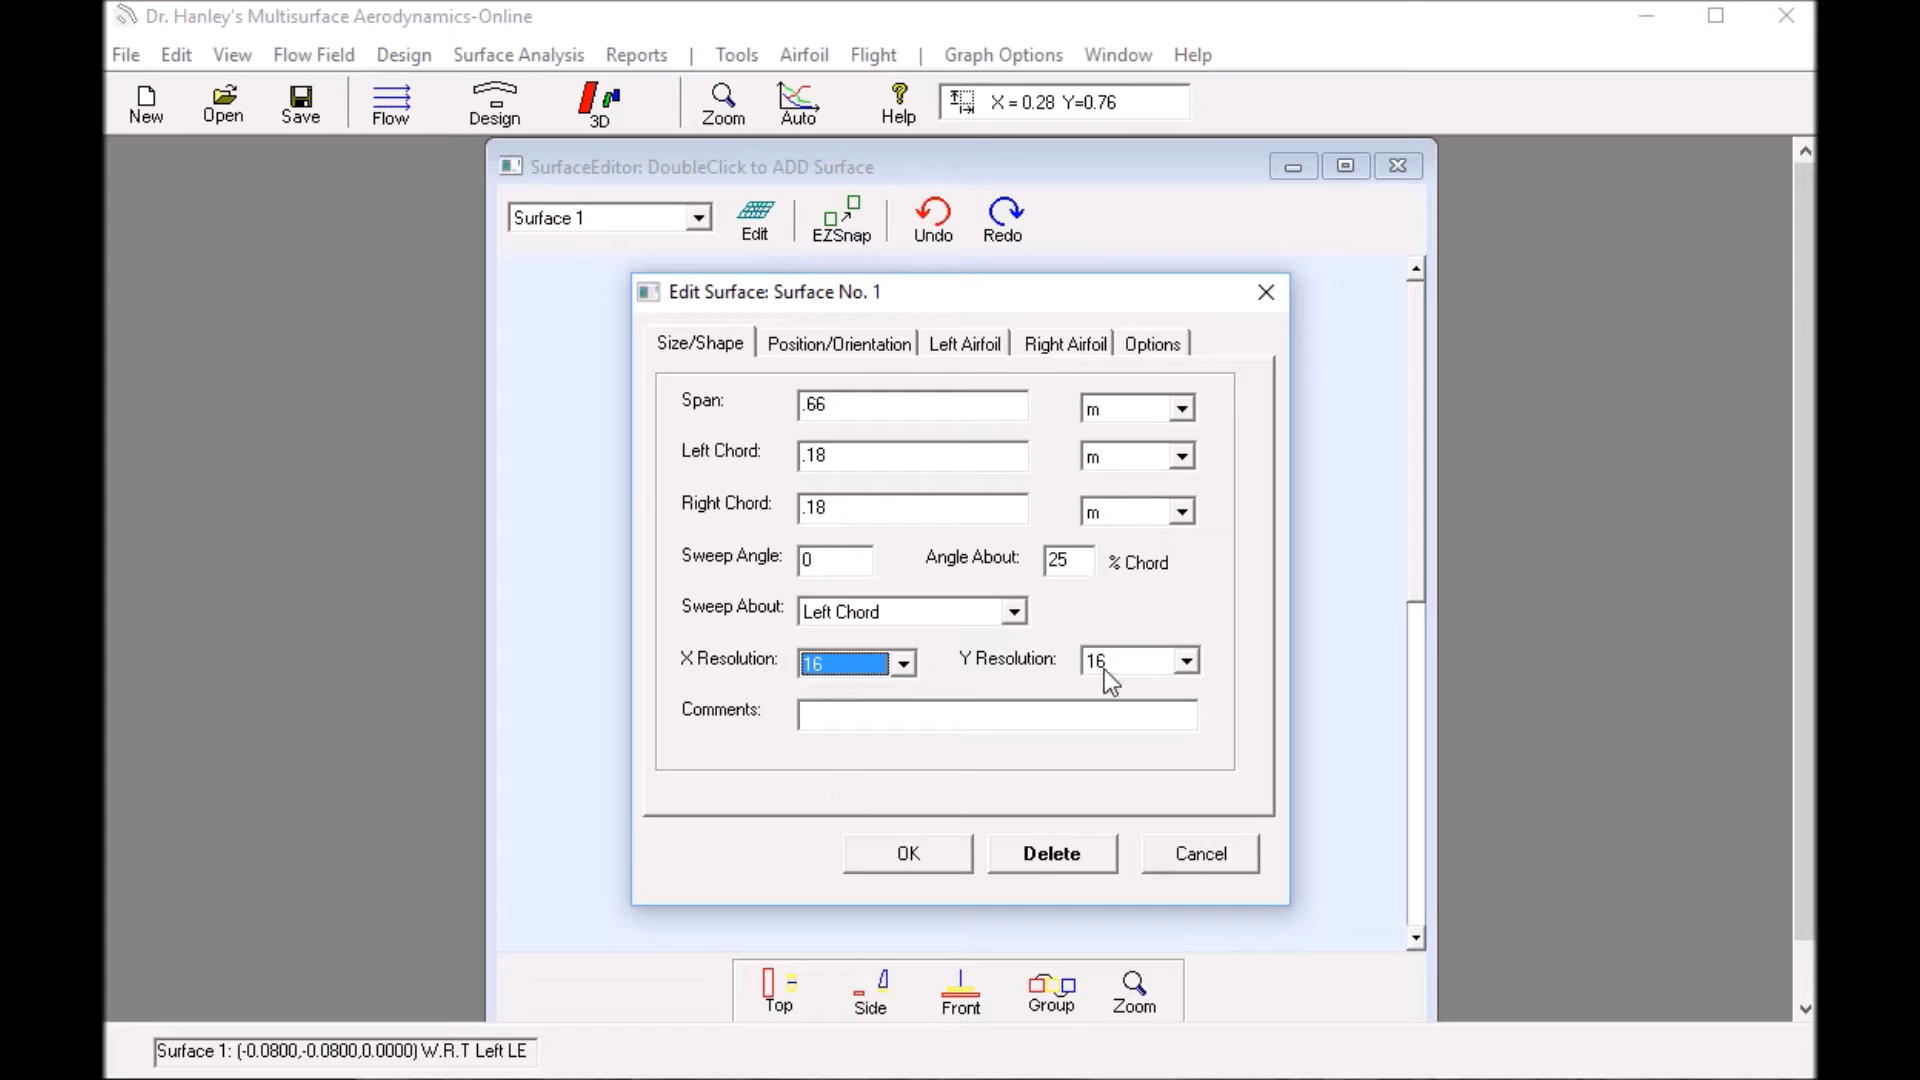 Dr. Hanley's Multisurface Aerodynamics-Online
File Edit View Flow Field Design Surface Analysis Reports | Tools Airfoil Flight | Graph Options Window Help
New Open Save Flow Design 3D Zoom Auto Help X = 0.28 Y=0.76
SurfaceEditor: DoubleClick to ADD Surface
Surface 1 Edit EZSnap Undo Redo
Edit Surface: Surface No. 1
Size/Shape Position/Orientation Left Airfoil Right Airfoil Options
Span: .66 m
Left Chord: .18 m
Right Chord: .18 m
Sweep Angle: 0 Angle About: 25 % Chord
Sweep About: Left Chord
X Resolution: 16 Y Resolution: 16
Comments:
OK Delete Cancel
Top Side Front Group Zoom
Surface 1: (-0.0800,-0.0800,0.0000) W.R.T Left LE